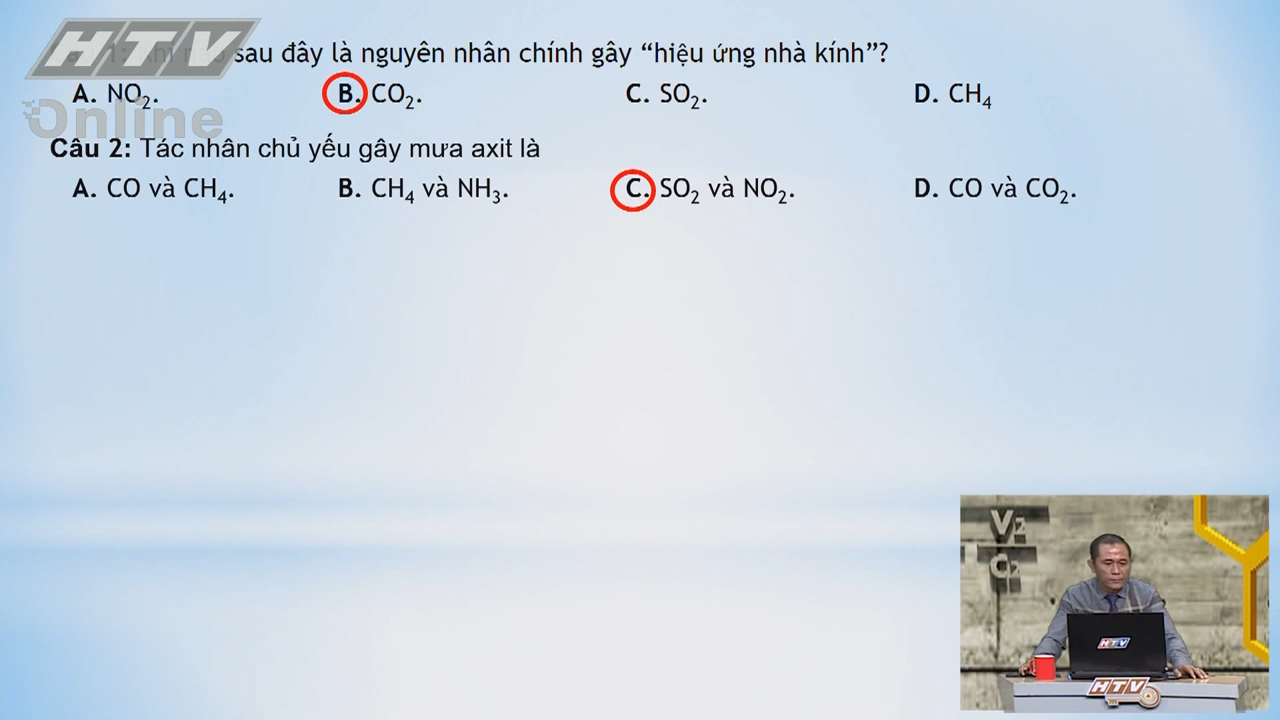 HTV
Online
sau đây là nguyên nhân chính gây “hiệu ứng nhà kính”?
A. NO₂. B. CO₂. C. SO₂. D. CH₄
Câu 2: Tác nhân chủ yếu gây mưa axit là
A. CO và CH₄. B. CH₄ và NH₃. C. SO₂ và NO₂. D. CO và CO₂.
HTV
HTV